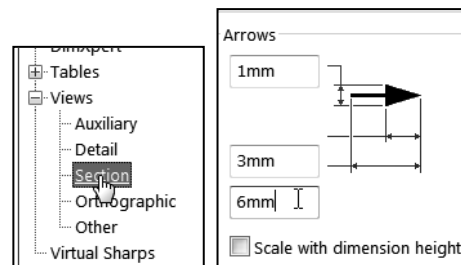 DimXpert
Tables
Views
Auxiliary
Detail
Section
Orthographic
Other
Virtual Sharps
Arrows
1mm
3mm
6mm
Scale with dimension height